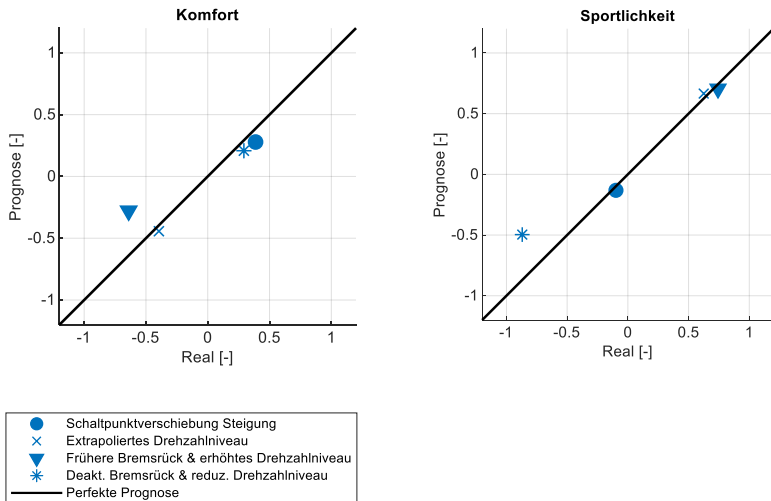 Komfort
1
0.5
0
-0.5
-1
Prognose [-]
-1
-0.5
0
0.5
1
Real [-]
Sportlichkeit
1
0.5
0
-0.5
-1
Prognose [-]
-1
-0.5
0
0.5
1
Real [-]
Schaltpunktverschiebung Steigung
Extrapoliertes Drehzahlniveau
Frühere Bremsrück & erhöhtes Drehzahlniveau
Deakt. Bremsrück & reduz. Drehzahlniveau
Perfekte Prognose